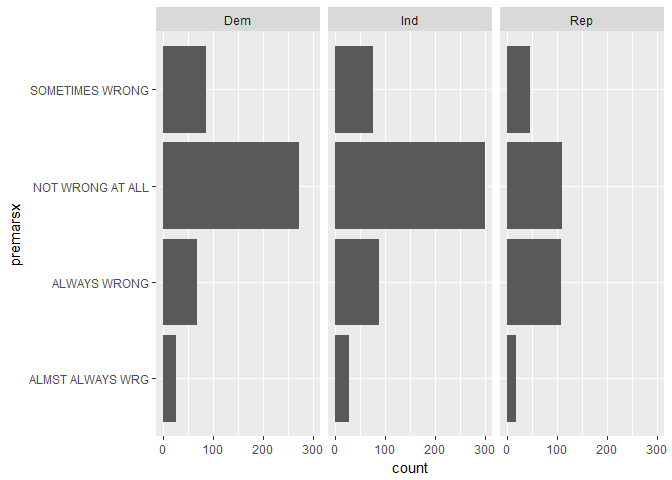 Dem Ind Rep
SOMETIMES WRONG
NOT WRONG AT ALL
ALWAYS WRONG
ALMST ALWAYS WRG
premarsx
0 100 200 300 0 100 200 300 0 100 200 300
count